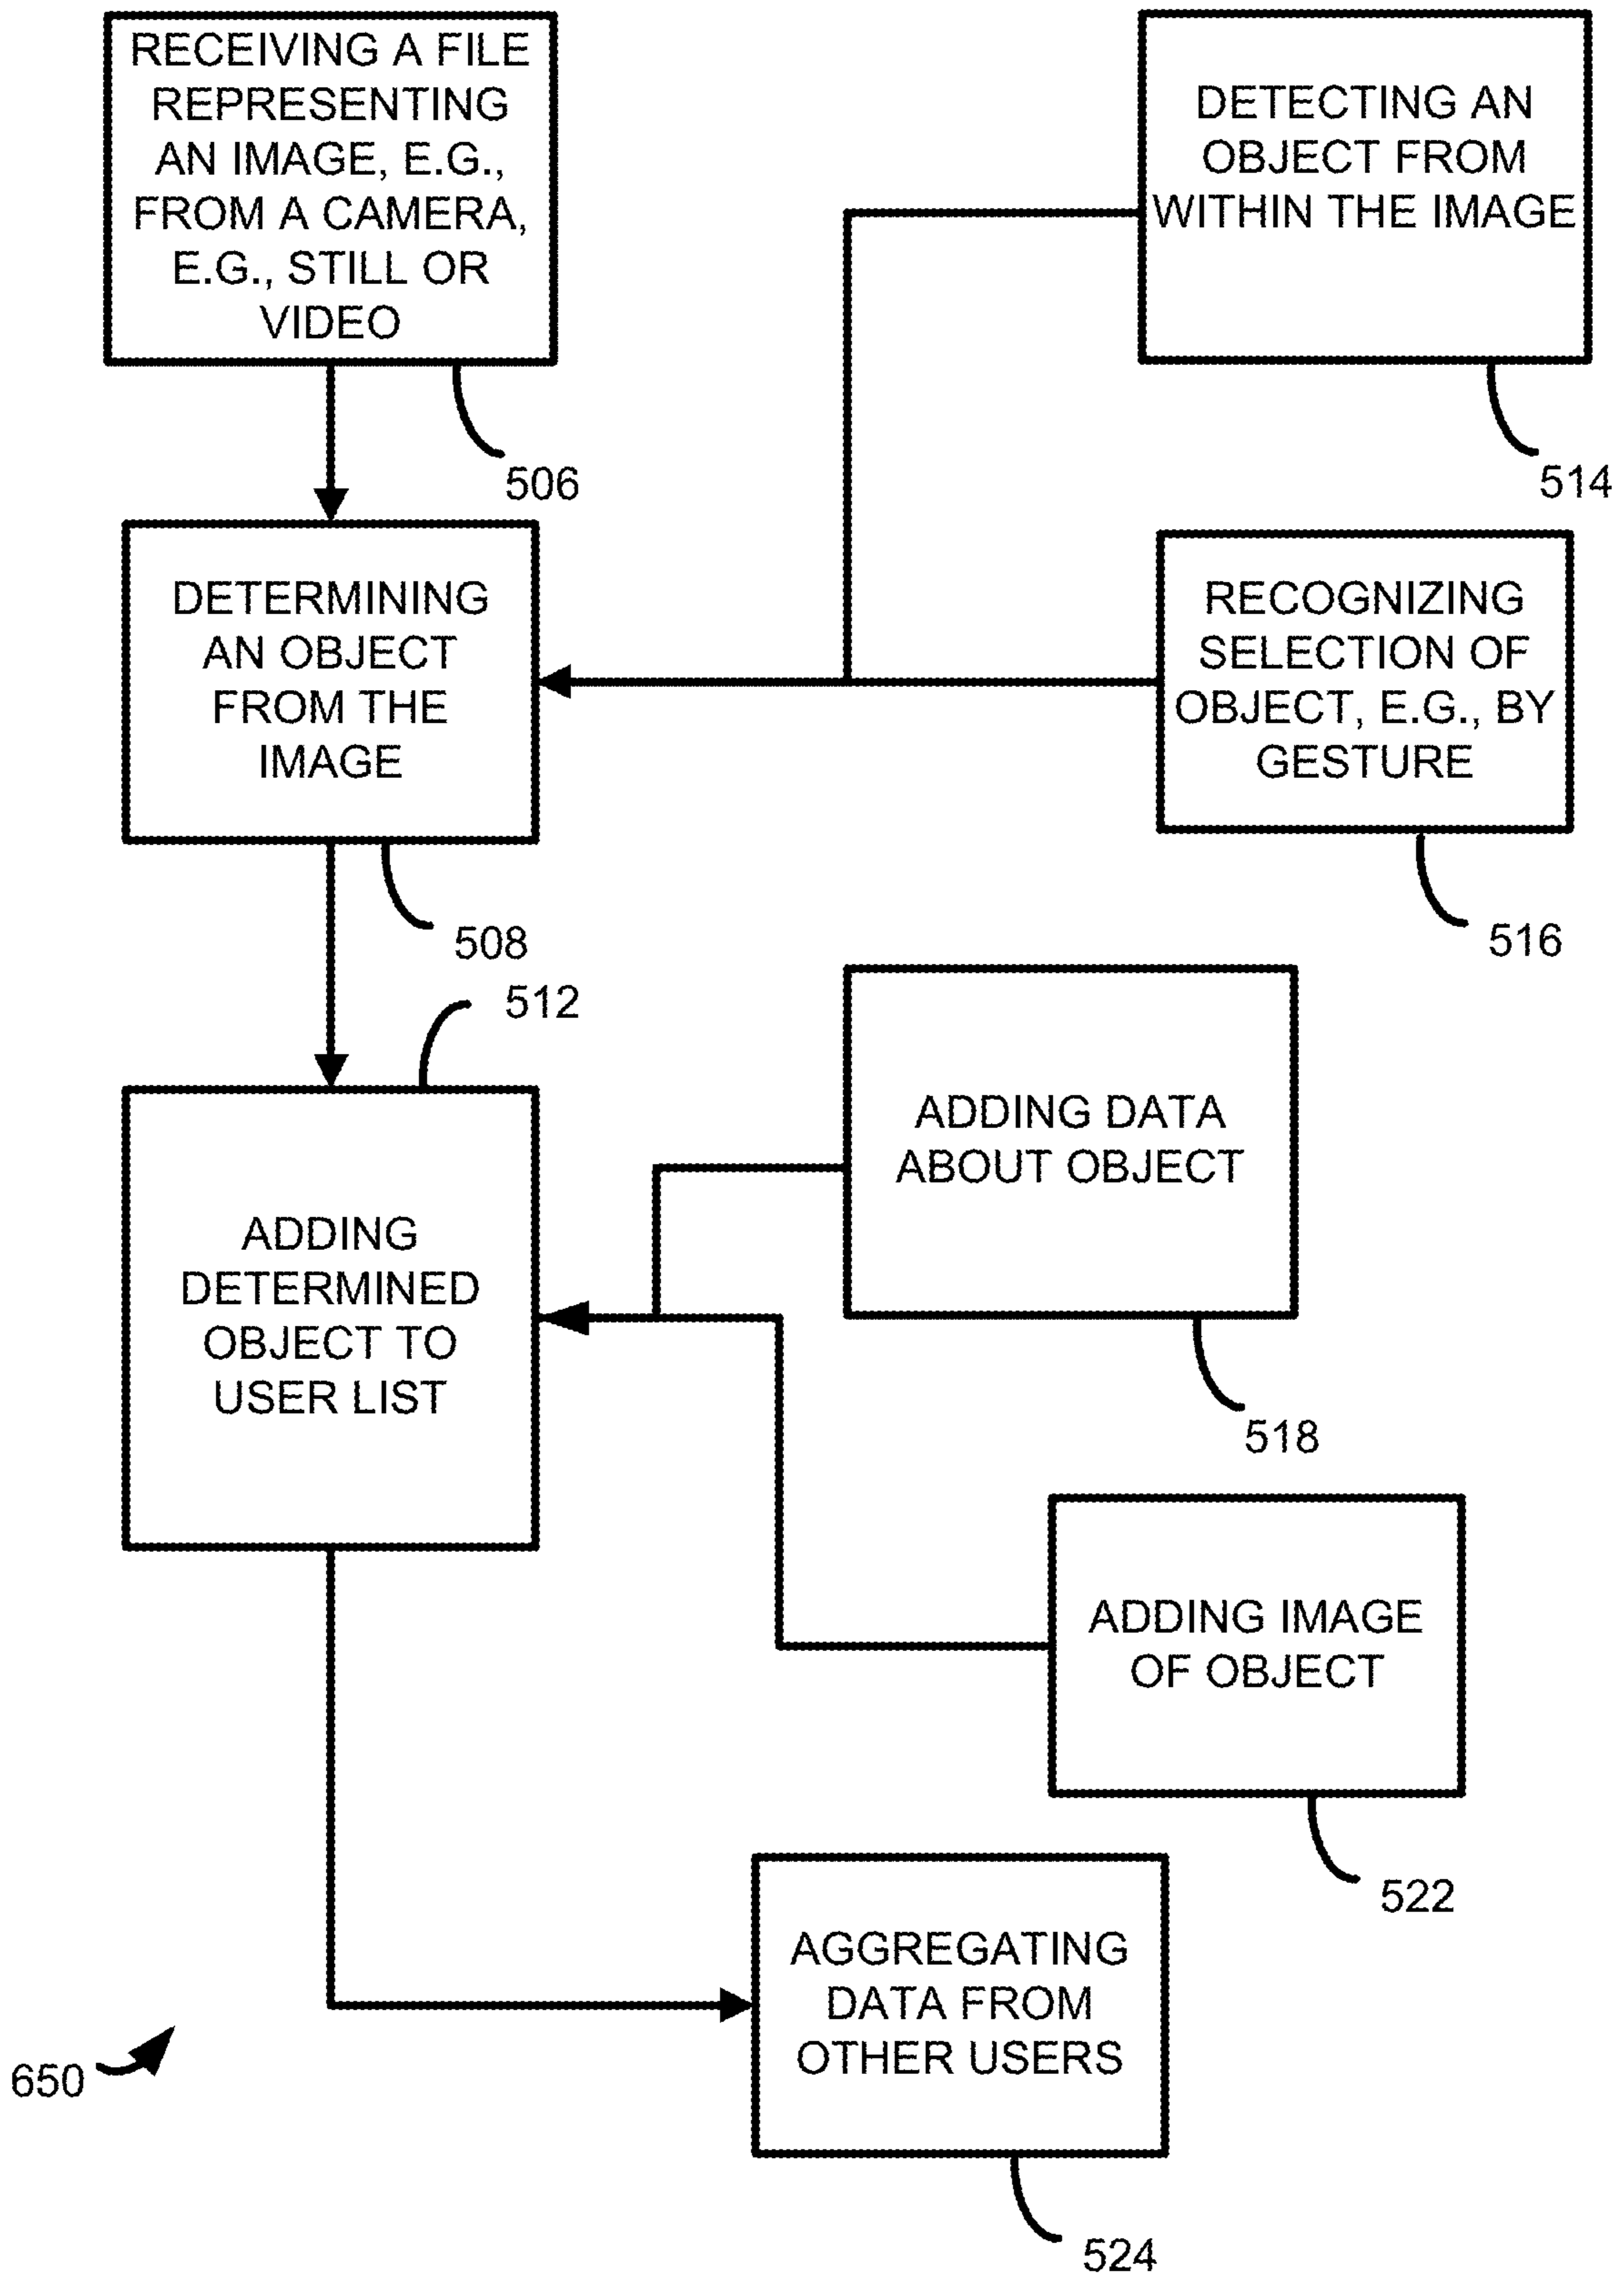 RECEIVING A FILE
REPRESENTING
AN IMAGE, E.G.,
FROM A CAMERA,
E.G., STILL OR
VIDEO
506
DETECTING AN
OBJECT FROM
WITHIN THE IMAGE
514
DETERMINING
AN OBJECT
FROM THE
IMAGE
508
RECOGNIZING
SELECTION OF
OBJECT, E.G., BY
GESTURE
516
512
ADDING
DETERMINED
OBJECT TO
USER LIST
ADDING DATA
ABOUT OBJECT
518
ADDING IMAGE
OF OBJECT
522
AGGREGATING
DATA FROM
OTHER USERS
524
650